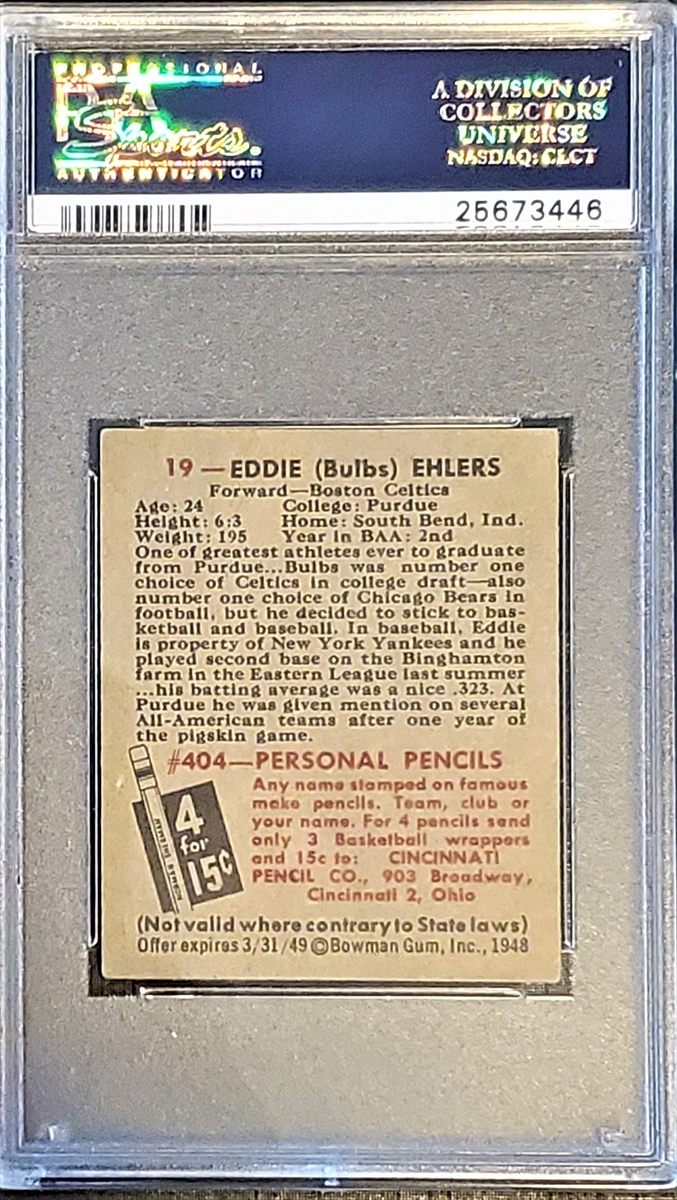 PROFESSIONAL
PSA
Sports.
AUTHENTICATOR
A DIVISION OF
COLLECTORS
UNIVERSE
NASDAQ: CLCT
25673446
19 — EDDIE (Bulbs) EHLERS
Forward—Boston Celtics
Age: 24 College: Purdue
Height: 6:3 Home: South Bend, Ind.
Weight: 195 Year in BAA: 2nd
One of greatest athletes ever to graduate
from Purdue...Bulbs was number one
choice of Celtics in college draft—also
number one choice of Chicago Bears in
football, but he decided to stick to bas-
ketball and baseball. In baseball, Eddie
is property of New York Yankees and he
played second base on the Binghamton
farm in the Eastern League last summer
...his batting average was a nice .323. At
Purdue he was given mention on several
All-American teams after one year of
the pigskin game.
#404—PERSONAL PENCILS
4
for
15¢
Any name stamped on famous
make pencils. Team, club or
your name. For 4 pencils send
only 3 Basketball wrappers
and 15c to: CINCINNATI
PENCIL CO., 903 Broadway,
Cincinnati 2, Ohio
(Not valid where contrary to State laws)
Offer expires 3/31/49 ©Bowman Gum, Inc., 1948